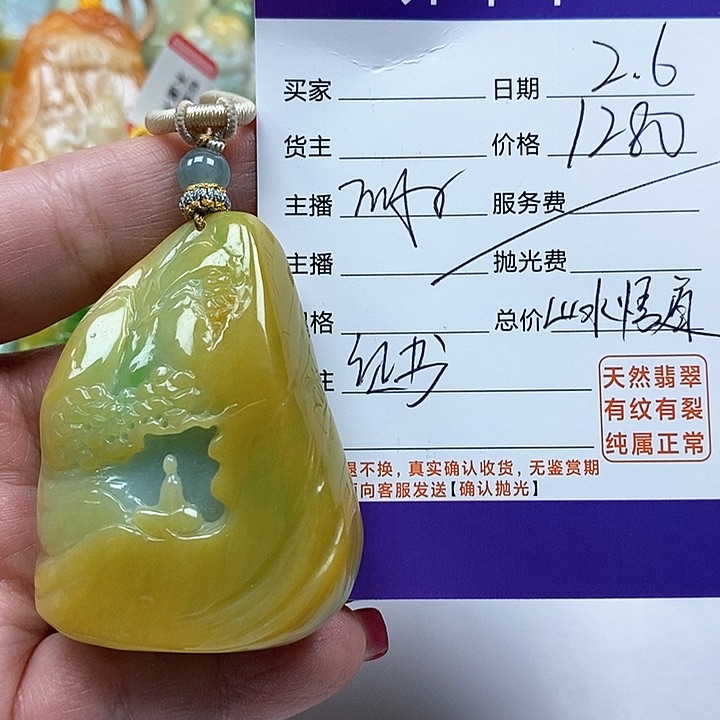 买家 日期 2.6
货主 价格 1280
主播 服务费
主播 抛光费
格 总价 山水情原
主 证书
天然翡翠
有纹有裂
纯属正常
退不换，真实确认收货，无鉴赏期
向客服发送【确认抛光】